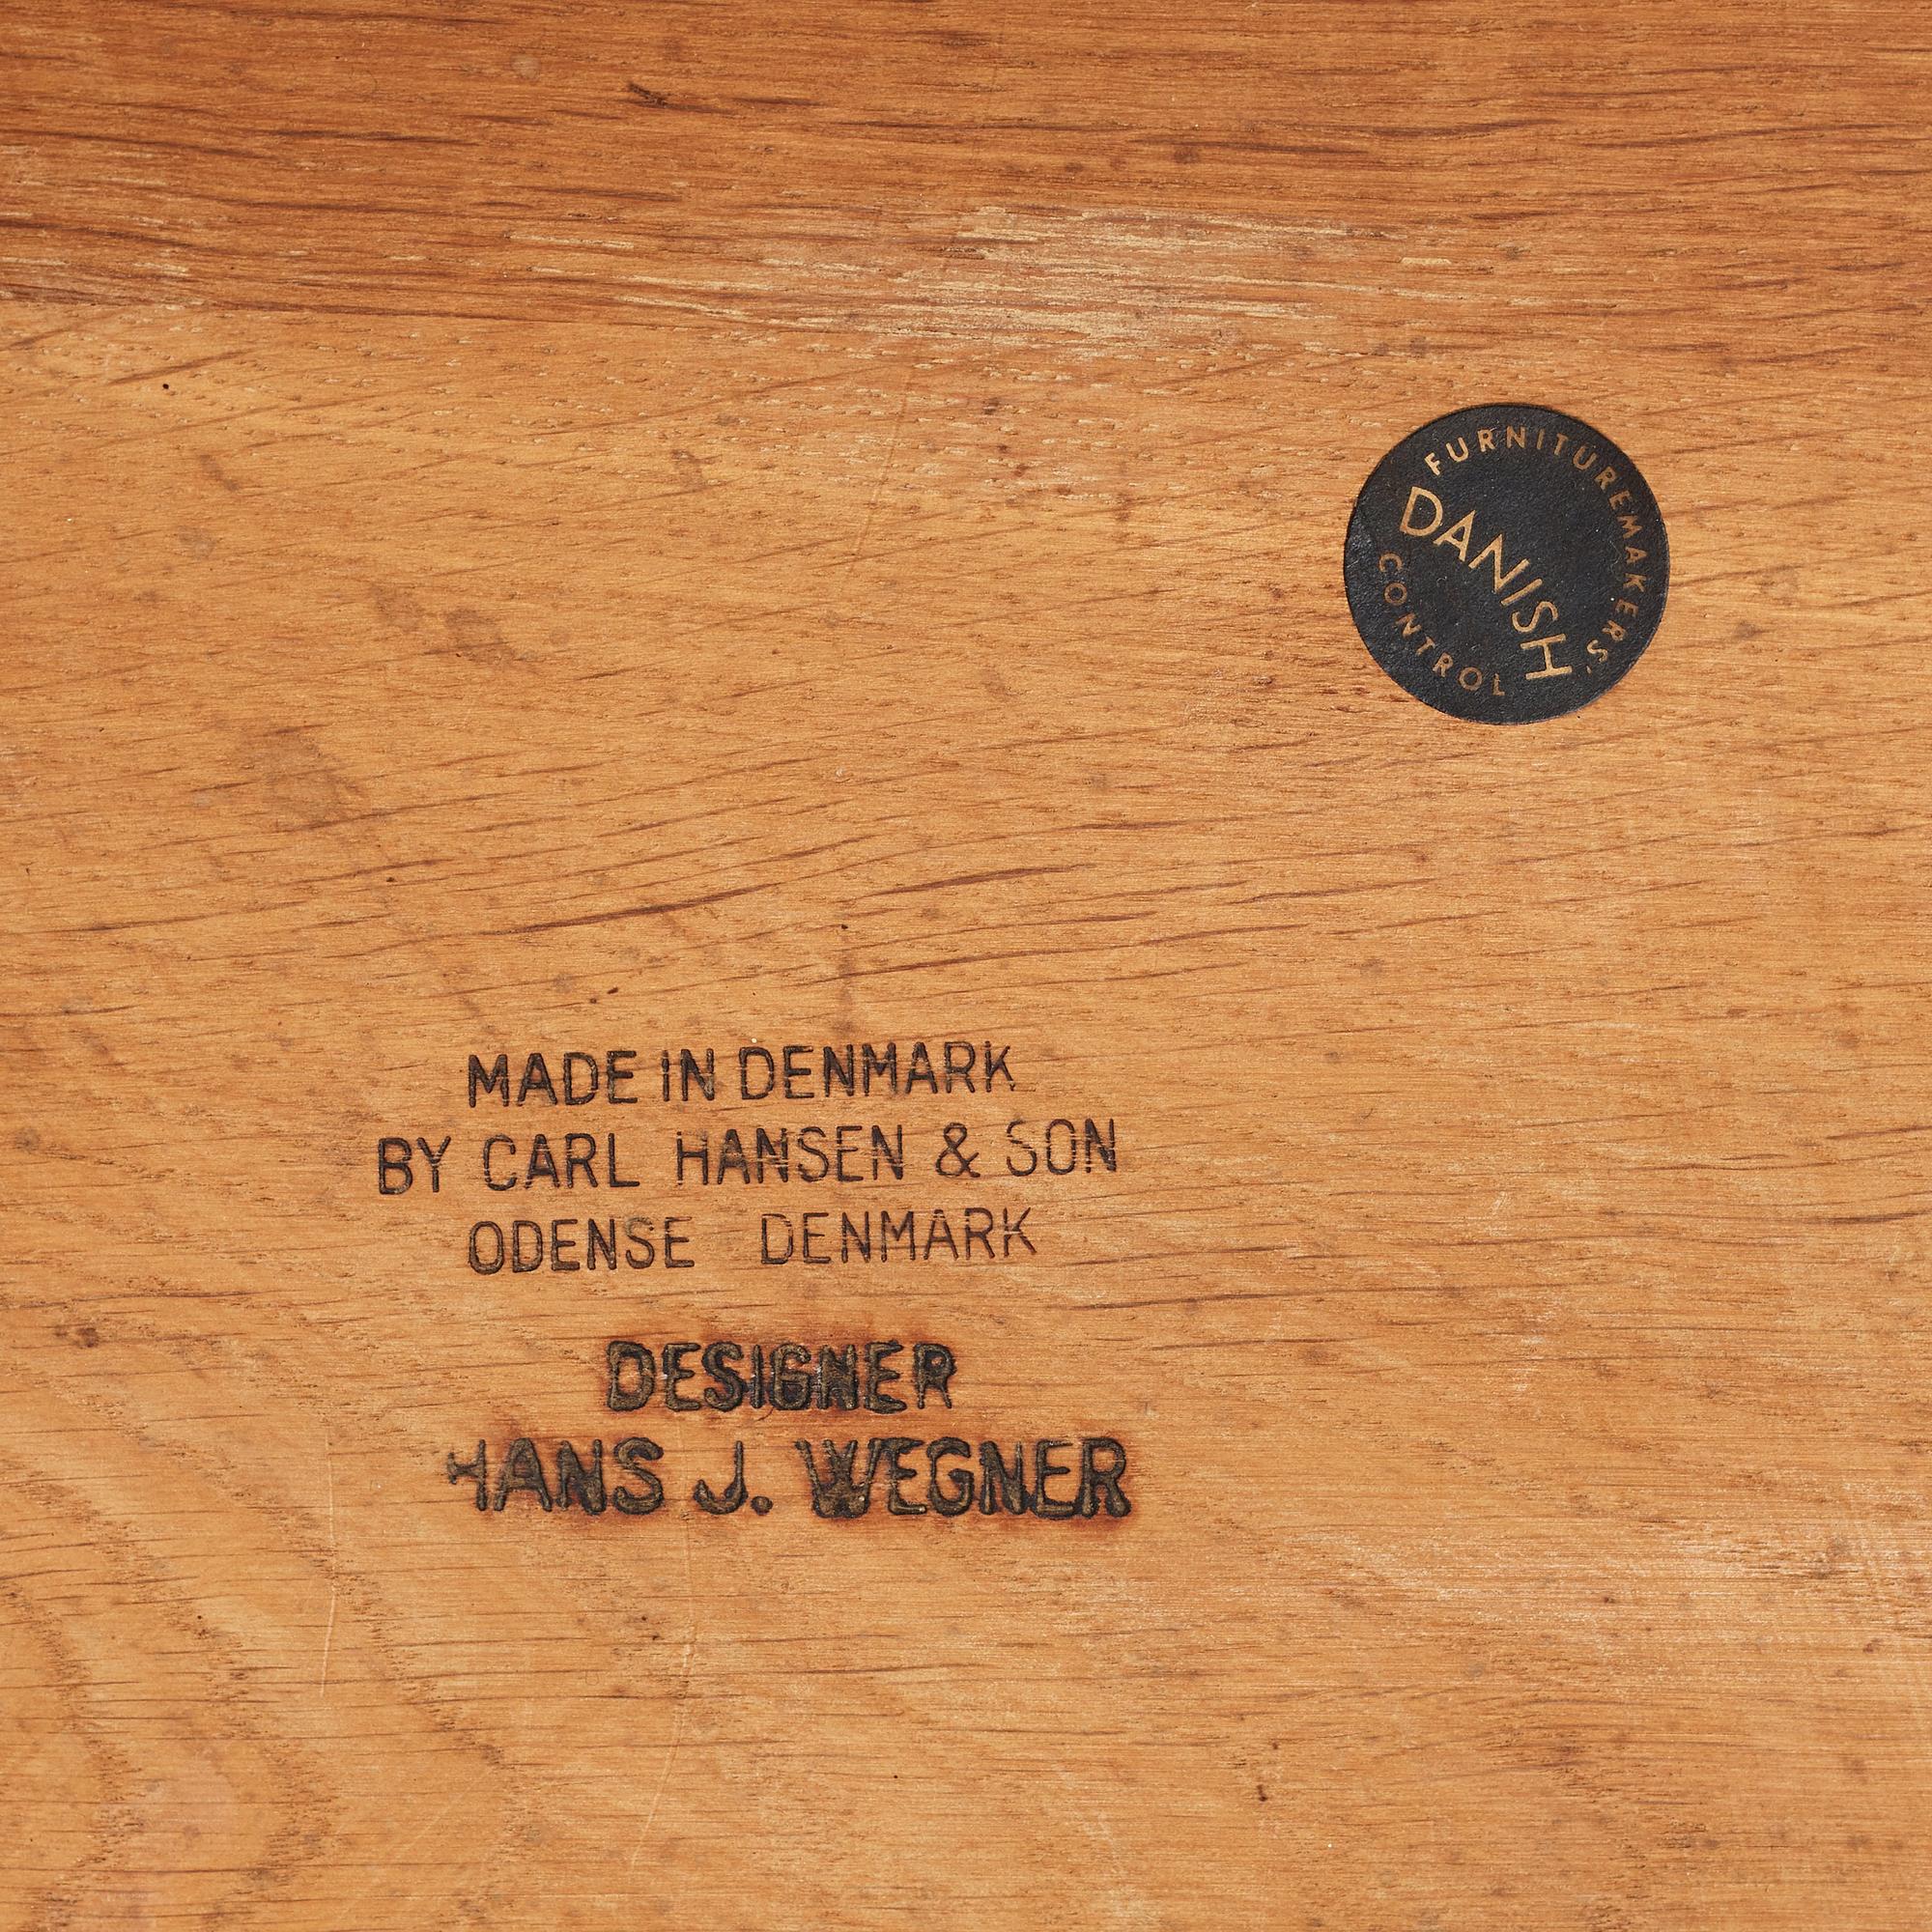 FURNITUREMAKERS'
DANISH
CONTROL
MADE IN DENMARK
BY CARL HANSEN & SON
ODENSE DENMARK
DESIGNER
HANS J. WEGNER